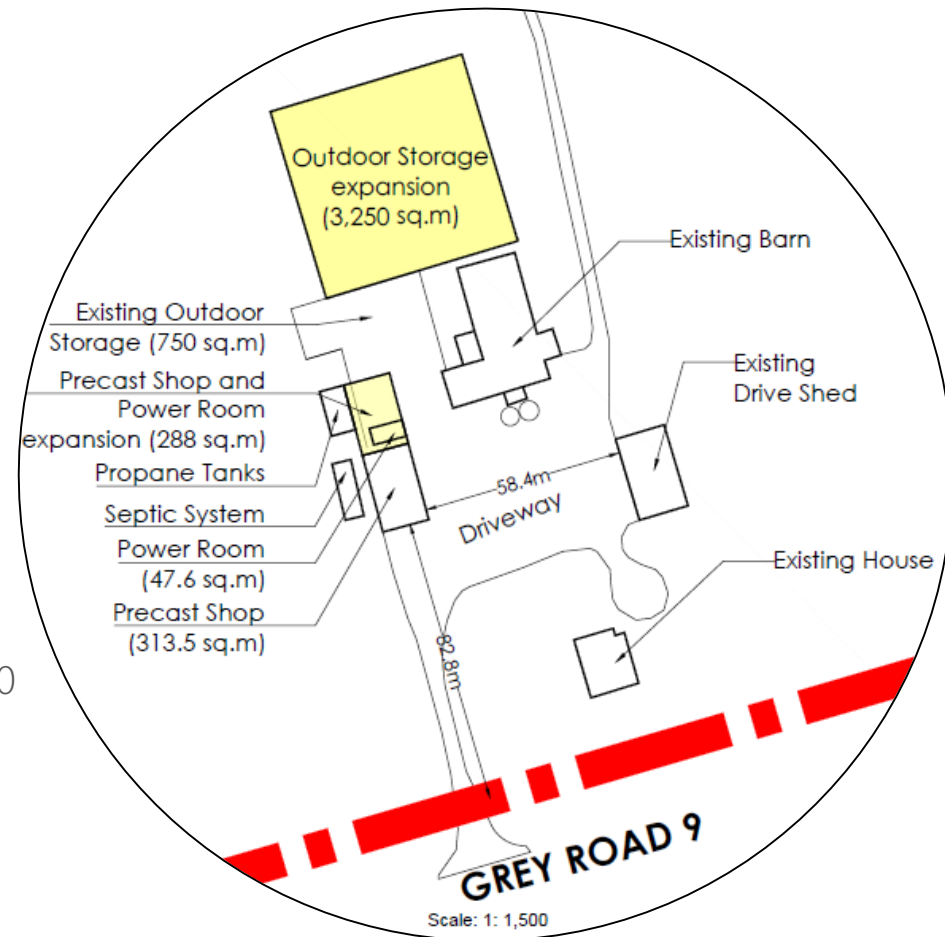 Outdoor Storage
expansion
(3,250 sq.m)
Existing Barn
Existing Outdoor
Storage (750 sq.m)
Existing
Drive Shed
Precast Shop and
Power Room
expansion (288 sq.m)
Propane Tanks
58.4m
Driveway
Septic System
Power Room
(47.6 sq.m)
Existing House
Precast Shop
(313.5 sq.m)
82.8m
0
GREY ROAD 9
Scale: 1: 1,500